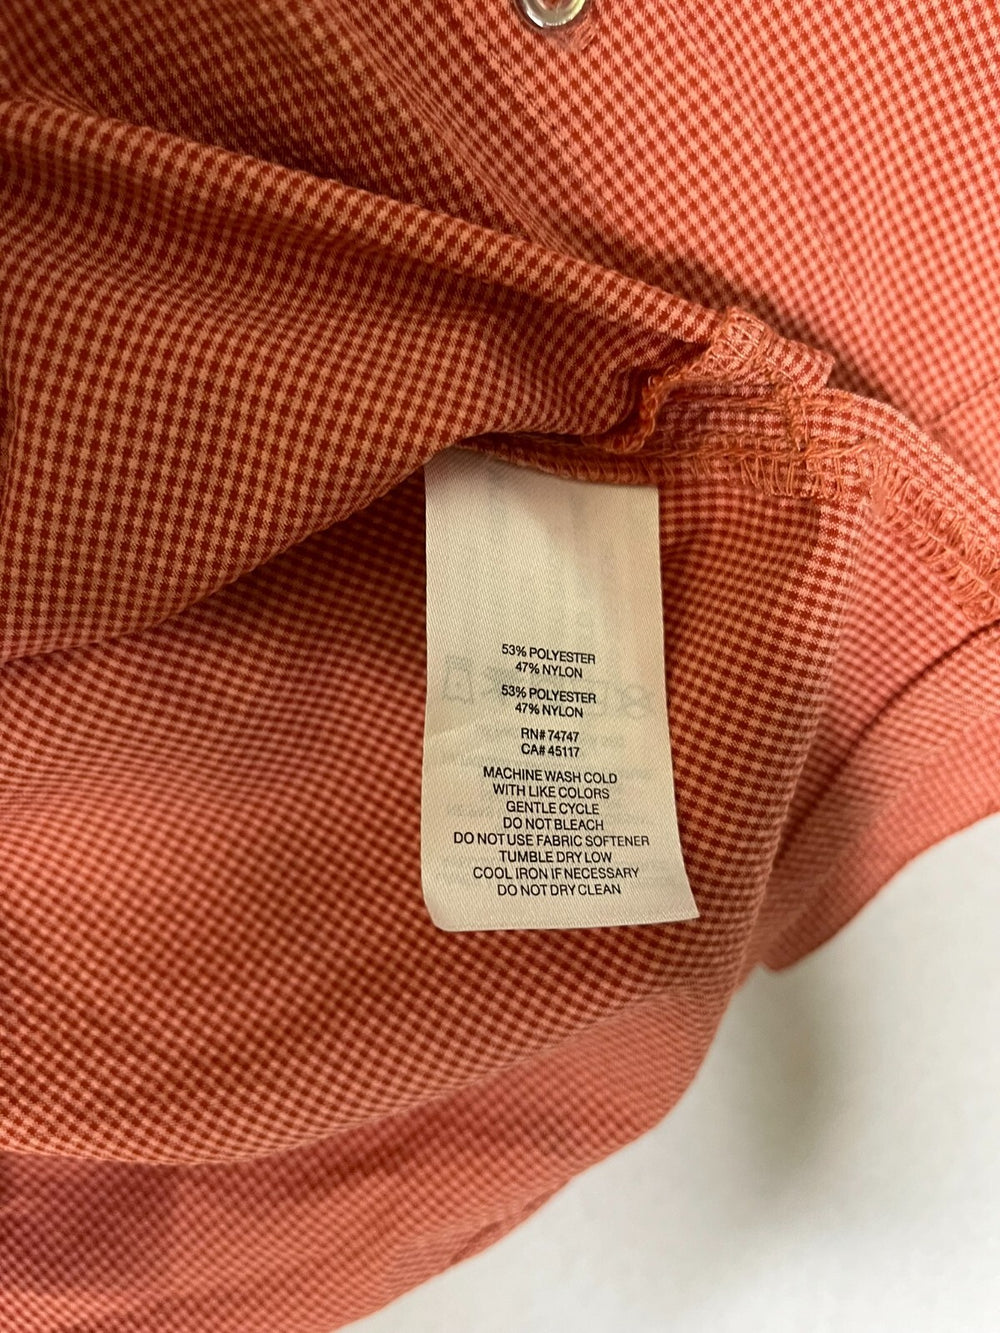 53% POLYESTER
47% NYLON
53% POLYESTER
47% NYLON
RN# 74747
CA# 45117
MACHINE WASH COLD
WITH LIKE COLORS
GENTLE CYCLE
DO NOT BLEACH
DO NOT USE FABRIC SOFTENER
TUMBLE DRY LOW
COOL IRON IF NECESSARY
DO NOT DRY CLEAN